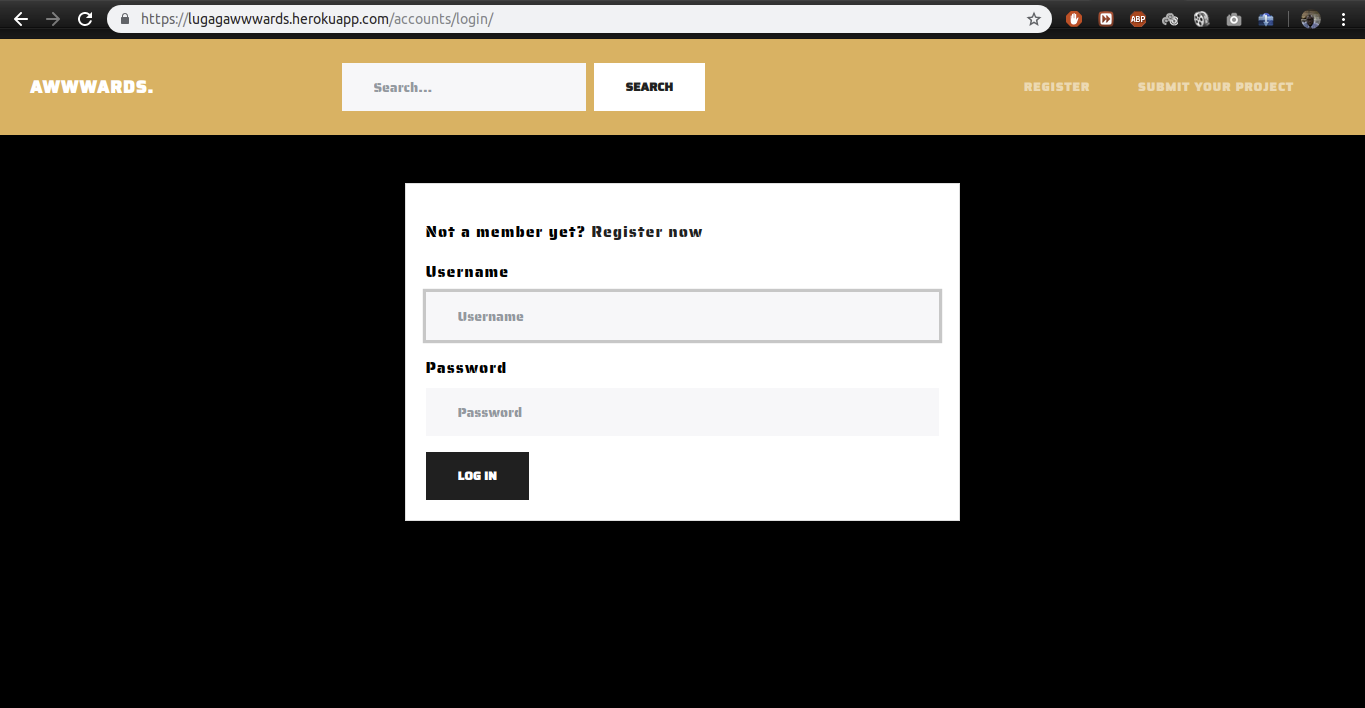 https://lugagawwwards.herokuapp.com/accounts/login/
ABP
AWWWARDS.
Search...
SEARCH
REGISTER
SUBMIT YOUR PROJECT
Not a member yet? Register now
Username
Username
Password
Password
LOG IN